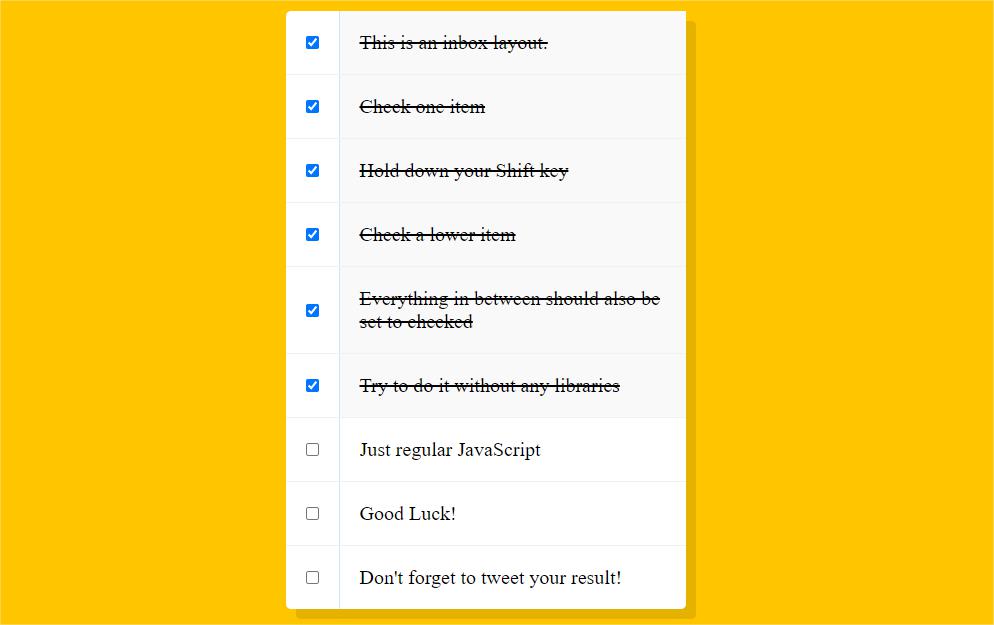 This is an inbox layout.
Check one item
Hold down your Shift key
Check a lower item
Everything in between should also be
set to checked
Try to do it without any libraries
Just regular JavaScript
Good Luck!
Don't forget to tweet your result!